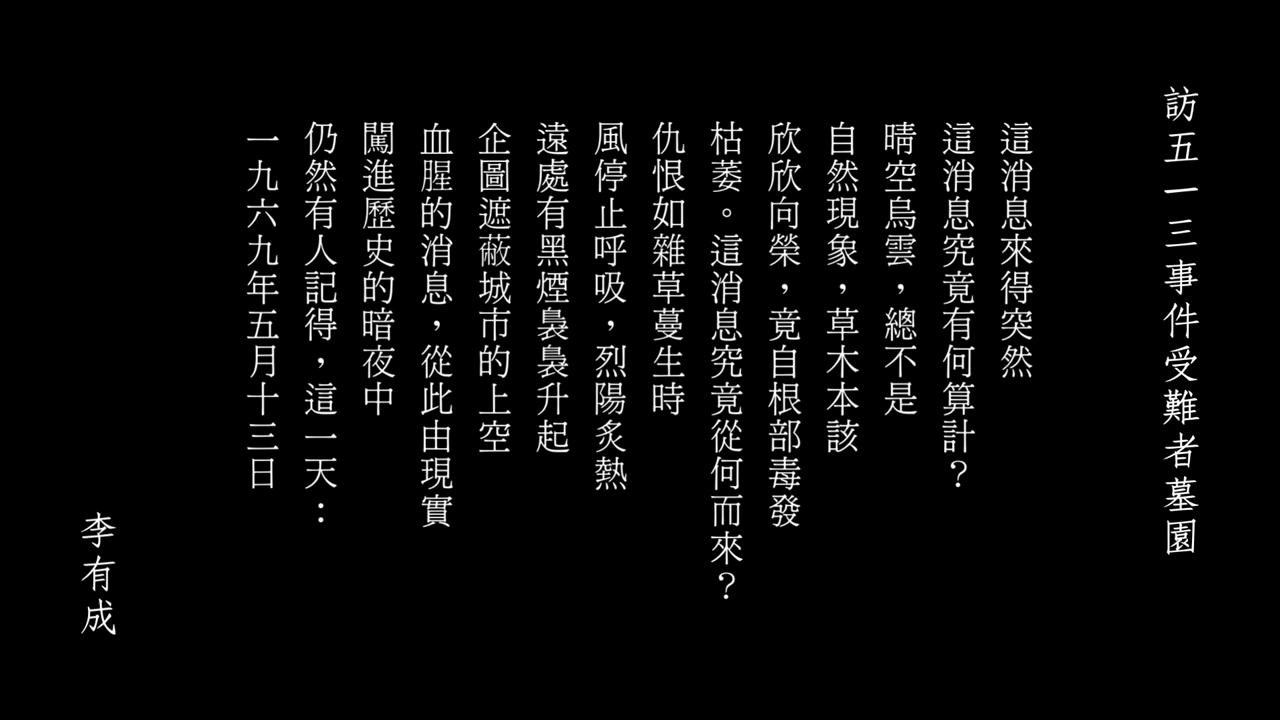 訪五一三事件受難者墓園
這消息來得突然
這消息究竟有何算計？
晴空烏雲，總不是
自然現象，草木本該
欣欣向榮，竟自根部毒發
枯萎。這消息究竟從何而來？
仇恨如雜草蔓生時
風停止呼吸，烈陽炙熱
遠處有黑煙裊裊升起
企圖遮蔽城市的上空
血腥的消息，從此由現實
闖進歷史的暗夜中
仍然有人記得，這一天：
一九六九年五月十三日
李有成